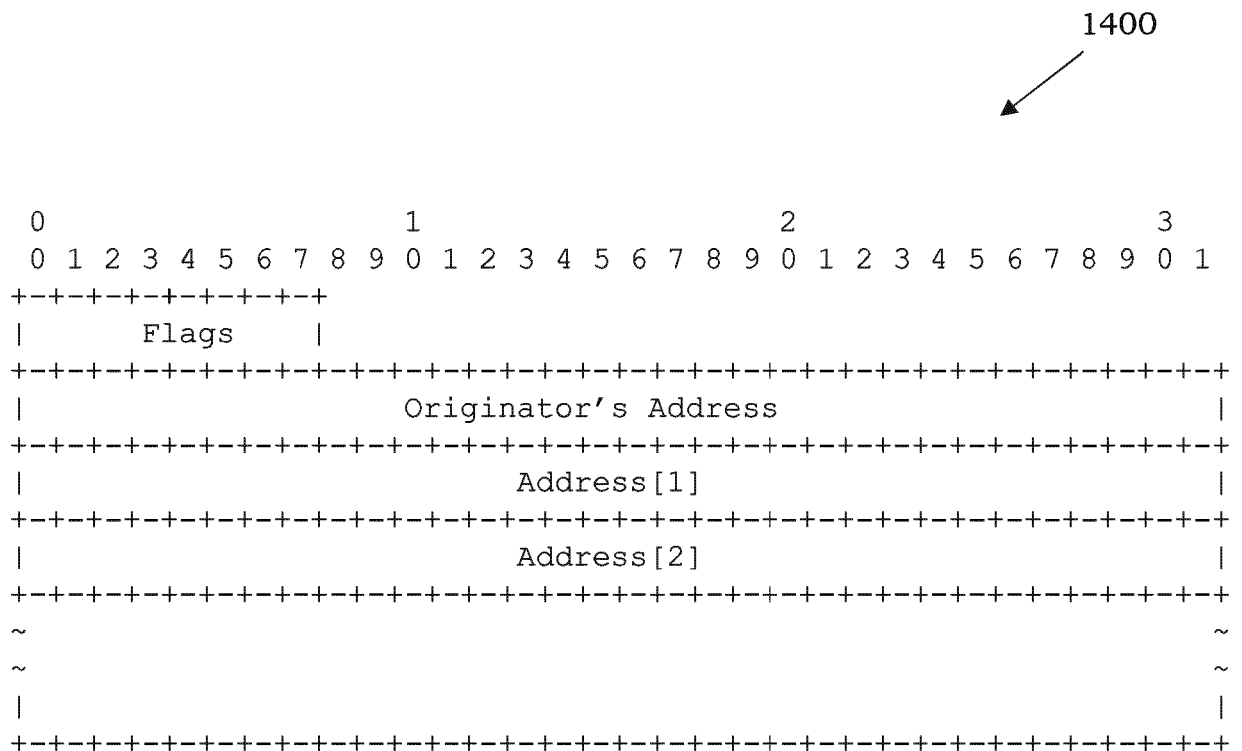 1400
0 1 2 3
0 1 2 3 4 5 6 7 8 9 0 1 2 3 4 5 6 7 8 9 0 1 2 3 4 5 6 7 8 9 0 1
+-+-+-+-+-+-+-+-+
| Flags |
+-+-+-+-+-+-+-+-+-+-+-+-+-+-+-+-+-+-+-+-+-+-+-+-+-+-+-+-+-+-+-+-+
| Originator's Address |
+-+-+-+-+-+-+-+-+-+-+-+-+-+-+-+-+-+-+-+-+-+-+-+-+-+-+-+-+-+-+-+-+
| Address[1] |
+-+-+-+-+-+-+-+-+-+-+-+-+-+-+-+-+-+-+-+-+-+-+-+-+-+-+-+-+-+-+-+-+
| Address[2] |
+-+-+-+-+-+-+-+-+-+-+-+-+-+-+-+-+-+-+-+-+-+-+-+-+-+-+-+-+-+-+-+-+
~ ~
~ ~
| |
+-+-+-+-+-+-+-+-+-+-+-+-+-+-+-+-+-+-+-+-+-+-+-+-+-+-+-+-+-+-+-+-+